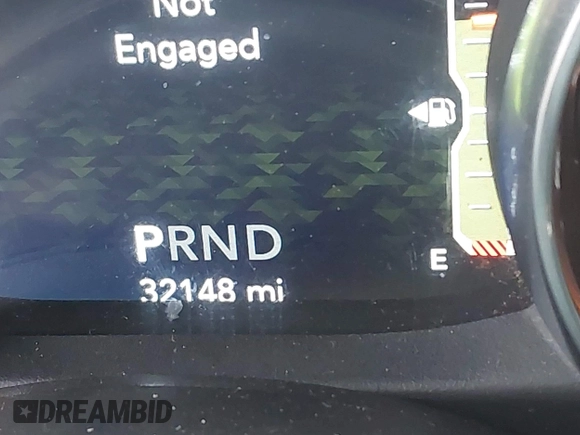 Not
Engaged
PRND
E
32148 mi
DREAMBID